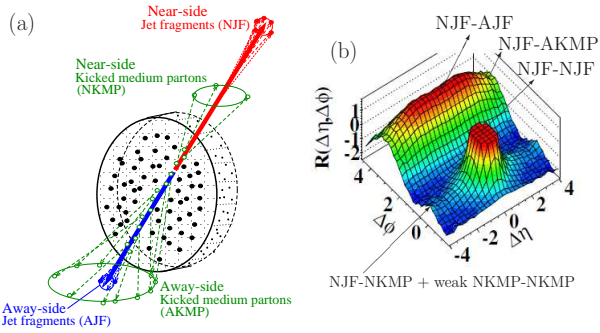 (a)
Near-side
Jet fragments (NJF)
Near-side
Kicked medium partons
(NKMP)
Away-side
Jet fragments (AJF)
Away-side
Kicked medium partons
(AKMP)
(b)
NJF-AJF
NJF-AKMP
NJF-NJF
R(Δη,Δϕ)
1
0
-1
-2
4
2
0
Δϕ
-4
-2
0
2
4
Δη
NJF-NKMP + weak NKMP-NKMP